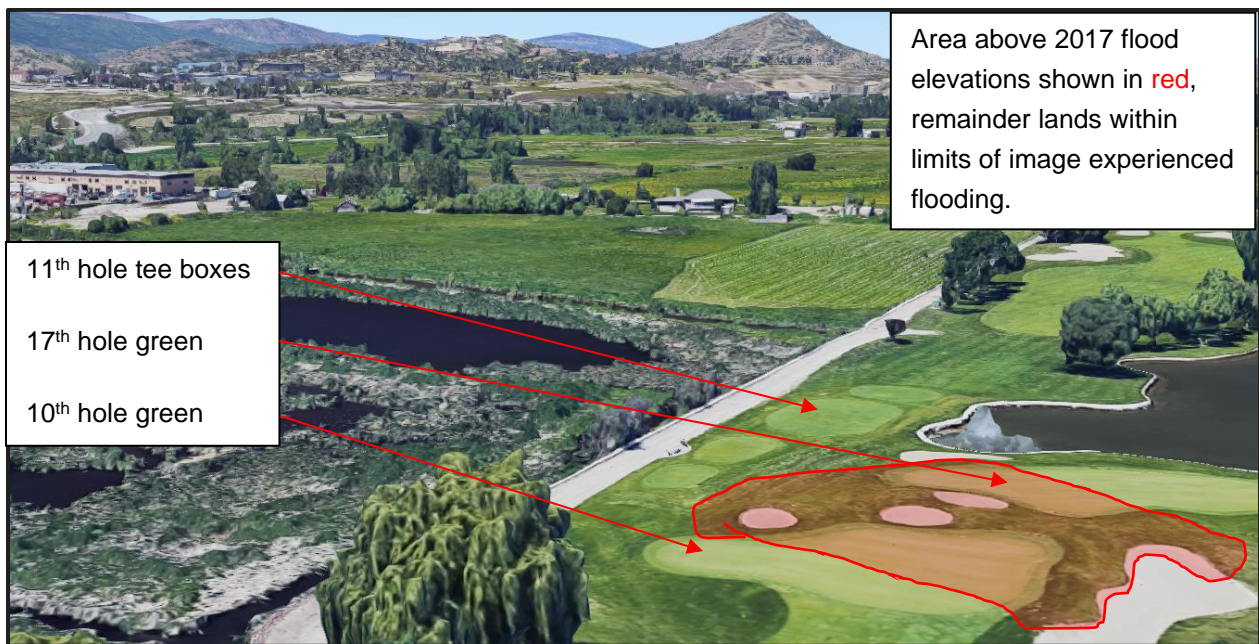 Area above 2017 flood
elevations shown in red,
remainder lands within
limits of image experienced
flooding.
11th hole tee boxes
17th hole green
10th hole green